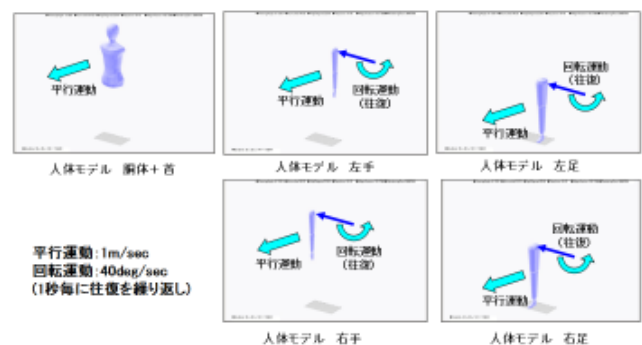 平行運動
人体モデル 胴体+首
平行運動
回転運動
(往復)
人体モデル 左手
平行運動
回転運動
(往復)
人体モデル 左足
平行運動:1m/sec
回転運動:40deg/sec
(1秒毎に往復を繰り返し)
平行運動
回転運動
(往復)
人体モデル 右手
平行運動
回転運動
(往復)
人体モデル 右足